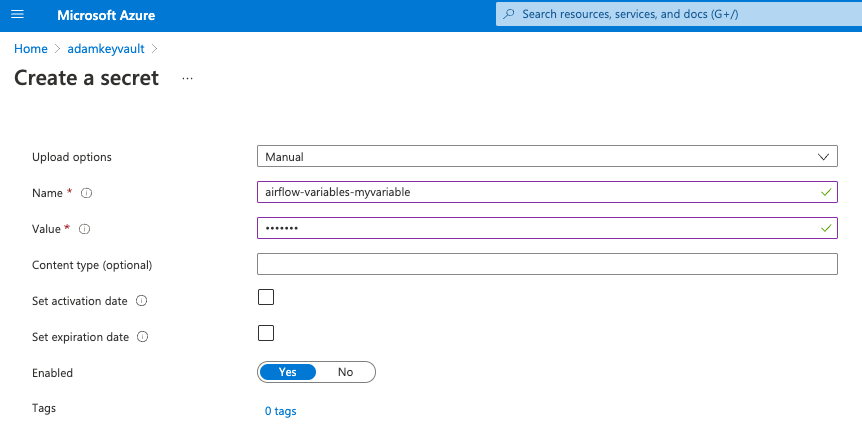 Microsoft Azure
Search resources, services, and docs (G+/)
Home > adamkeyvault >
Create a secret ...
Upload options
Manual
Name *
airflow-variables-myvariable
Value *
•••••••
Content type (optional)
Set activation date
Set expiration date
Enabled
Yes No
Tags
0 tags